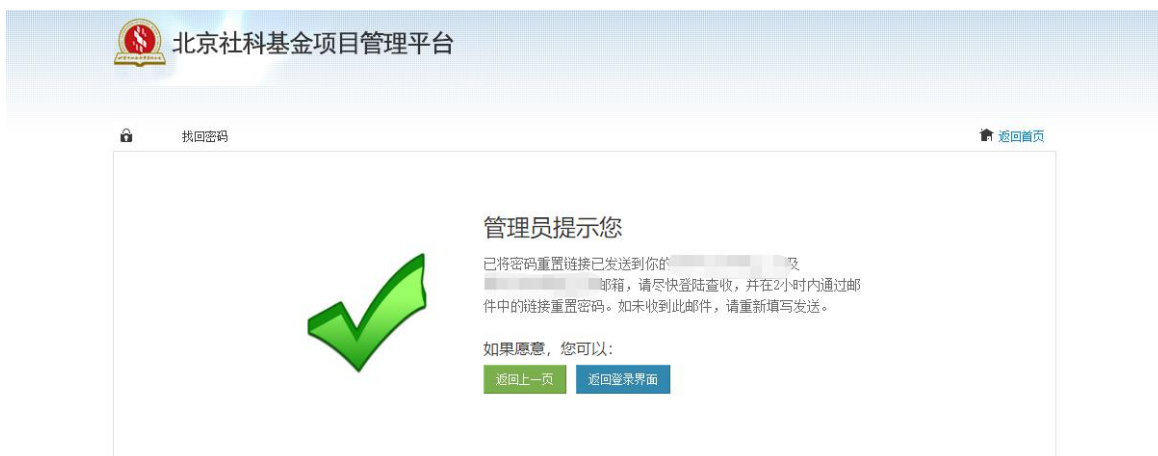 北京社科基金项目管理平台
找回密码
返回首页
管理员提示您
已将密码重置链接已发送到你的 及
邮箱，请尽快登陆查收，并在2小时内通过邮
件中的链接重置密码。如未收到此邮件，请重新填写发送。
如果愿意，您可以：
返回上一页 返回登录界面